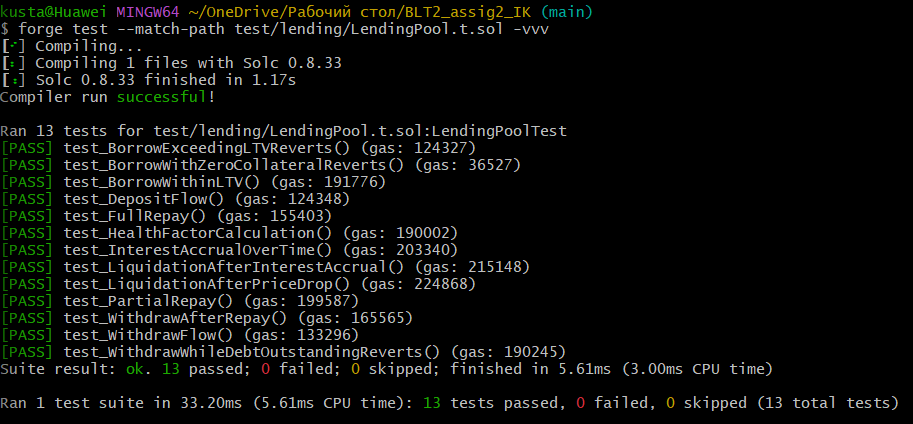 kusta@Huawei MINGW64 ~/OneDrive/Рабочий стол/BLT2_assig2_IK (main)
$ forge test --match-path test/lending/LendingPool.t.sol -vvv
[⠊] Compiling...
[⠆] Compiling 1 files with Solc 0.8.33
[⠰] Solc 0.8.33 finished in 1.17s
Compiler run successful!

Ran 13 tests for test/lending/LendingPool.t.sol:LendingPoolTest
[PASS] test_BorrowExceedingLTVReverts() (gas: 124327)
[PASS] test_BorrowWithZeroCollateralReverts() (gas: 36527)
[PASS] test_BorrowWithinLTV() (gas: 191776)
[PASS] test_DepositFlow() (gas: 124348)
[PASS] test_FullRepay() (gas: 155403)
[PASS] test_HealthFactorCalculation() (gas: 190002)
[PASS] test_InterestAccrualOverTime() (gas: 203340)
[PASS] test_LiquidationAfterInterestAccrual() (gas: 215148)
[PASS] test_LiquidationAfterPriceDrop() (gas: 224868)
[PASS] test_PartialRepay() (gas: 199587)
[PASS] test_WithdrawAfterRepay() (gas: 165565)
[PASS] test_WithdrawFlow() (gas: 133296)
[PASS] test_WithdrawWhileDebtOutstandingReverts() (gas: 190245)
Suite result: ok. 13 passed; 0 failed; 0 skipped; finished in 5.61ms (3.00ms CPU time)

Ran 1 test suite in 33.20ms (5.61ms CPU time): 13 tests passed, 0 failed, 0 skipped (13 total tests)